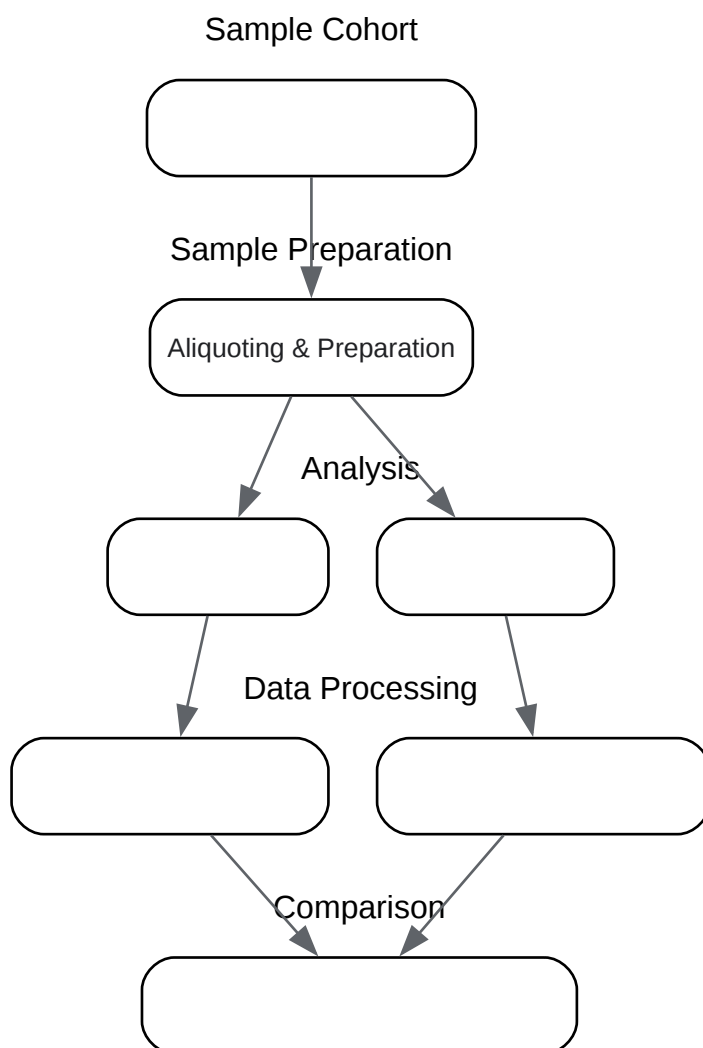 Sample Cohort
Sample Preparation
Aliquoting & Preparation
Analysis
Data Processing
Comparison